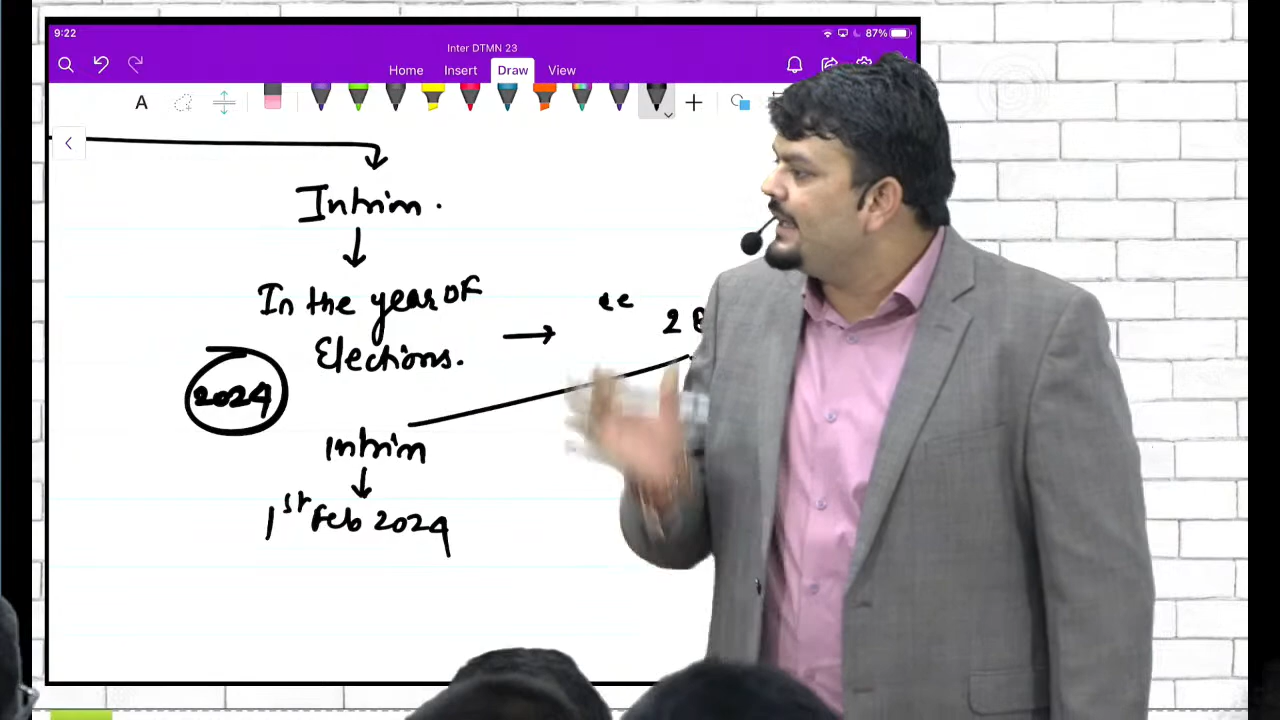 9:22
87%
Inter DTMN 23
Home Insert Draw View
A
Intrim.
In the year of
Elections.
2
2024
Intrim
1st Feb 2024